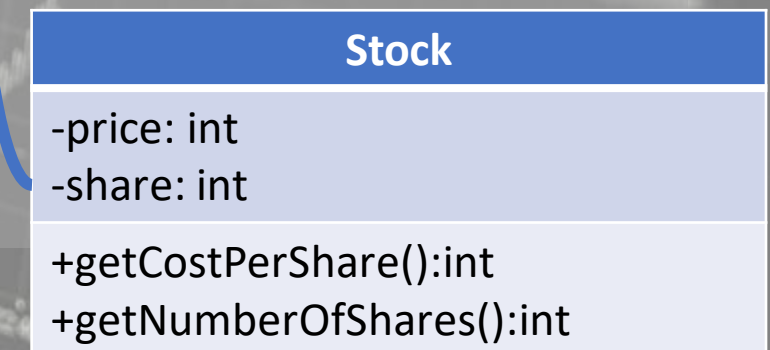 Stock
-price: int
-share: int
+getCostPerShare():int
+getNumberOfShares():int